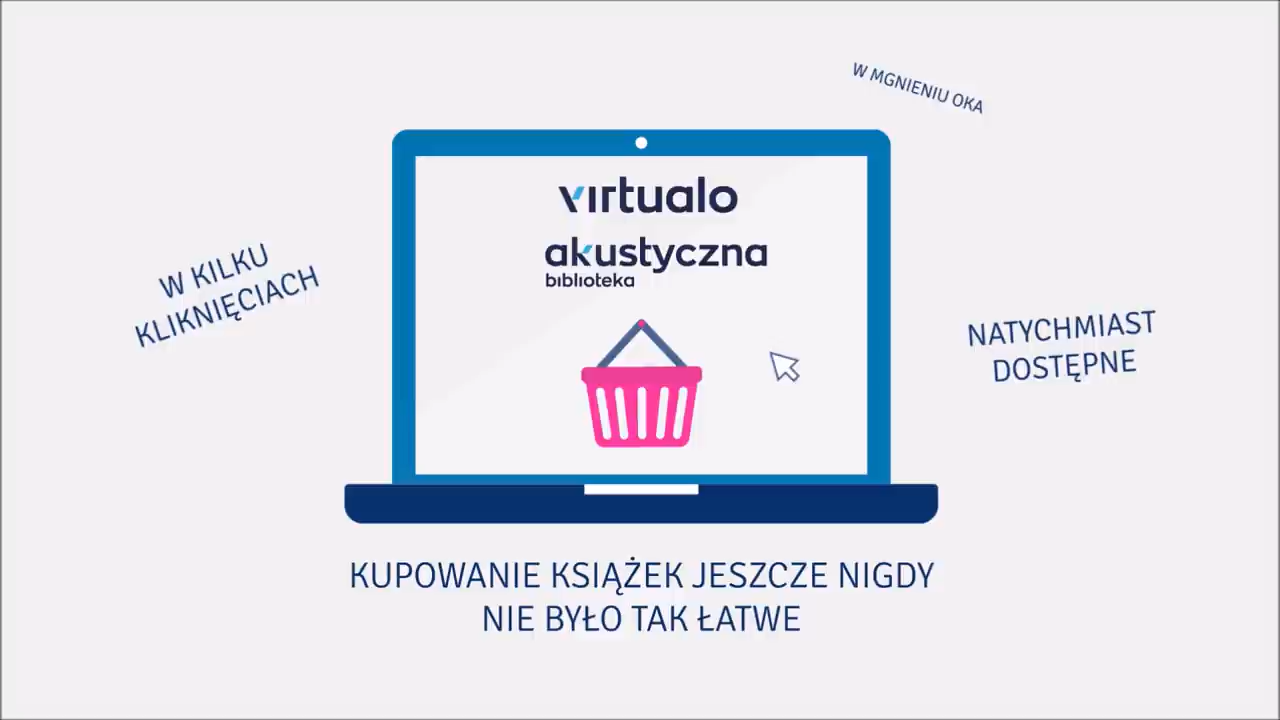 W MGNIENIU OKA
virtualo
akustyczna
biblioteka
W KILKU
KLIKNIĘCIACH
NATYCHMIAST
DOSTĘPNE
KUPOWANIE KSIĄŻEK JESZCZE NIGDY
NIE BYŁO TAK ŁATWE